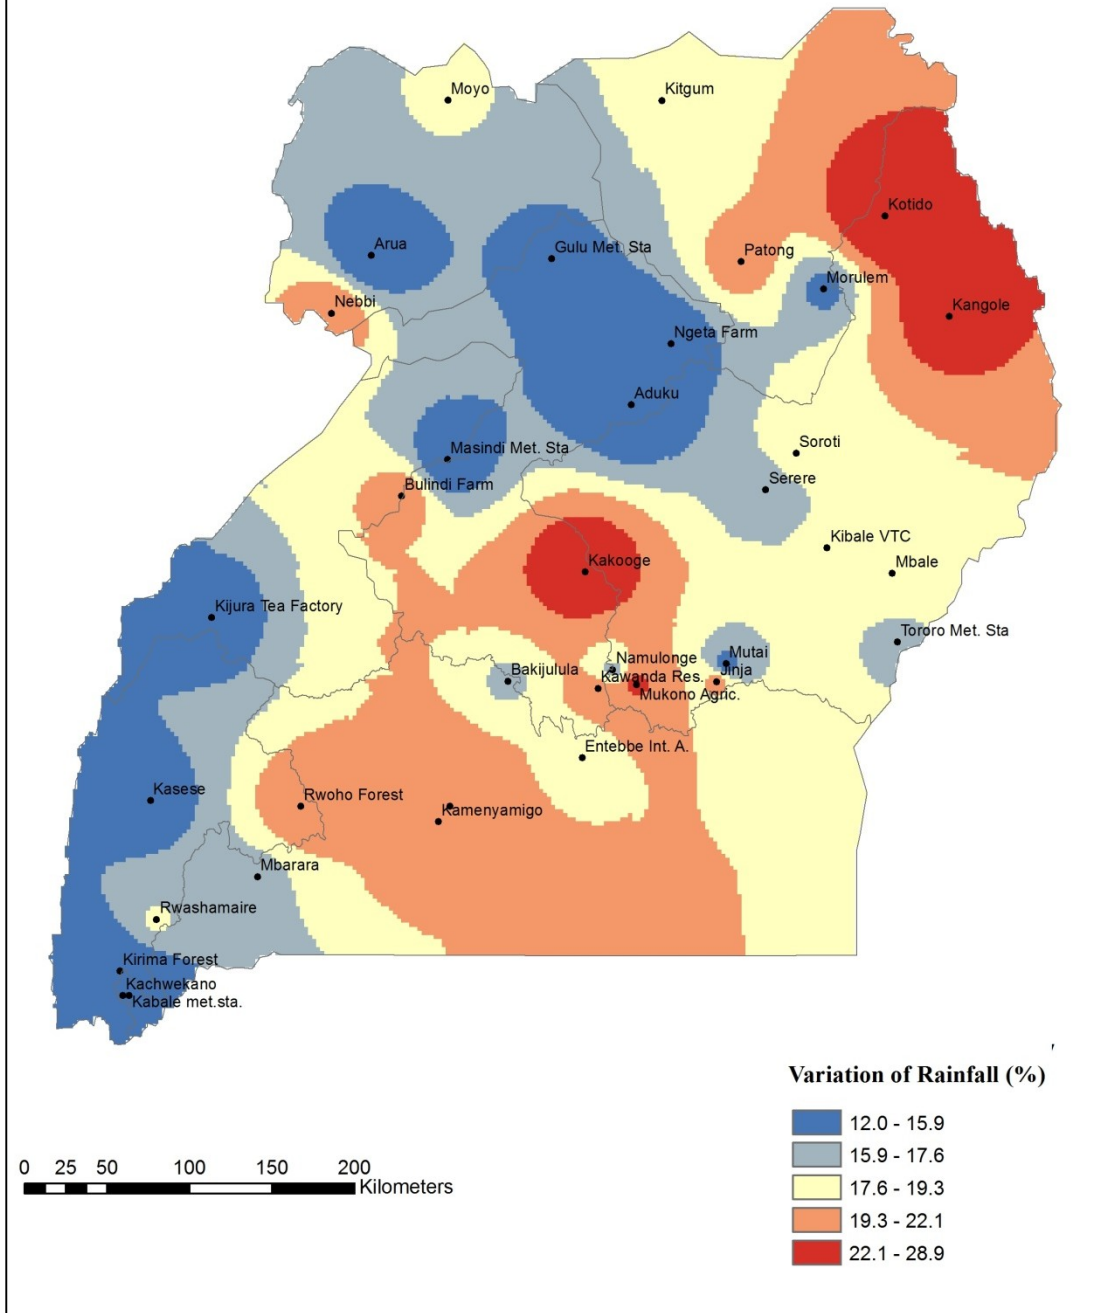 Moyo
Kitgum
Kotido
Arua
Gulu Met. Sta
Patong
Morulem
Nebbi
Kangole
Ngeta Farm
Aduku
Masindi Met. Sta
Soroti
Bulindi Farm
Serere
Kibale VTC
Kakooge
Mbale
Kijura Tea Factory
Tororo Met. Sta
Mutai
Namulonge
Bakijulula
Jinja
Kawanda Res.
Mukono Agric.
Entebbe Int. A.
Kasese
Rwoho Forest
Kamenyamigo
Mbarara
Rwashamaire
Kirima Forest
Kachwekano
Kabale met.sta.
Variation of Rainfall (%)
12.0 - 15.9
15.9 - 17.6
17.6 - 19.3
19.3 - 22.1
22.1 - 28.9
0 25 50 100 150 200
Kilometers